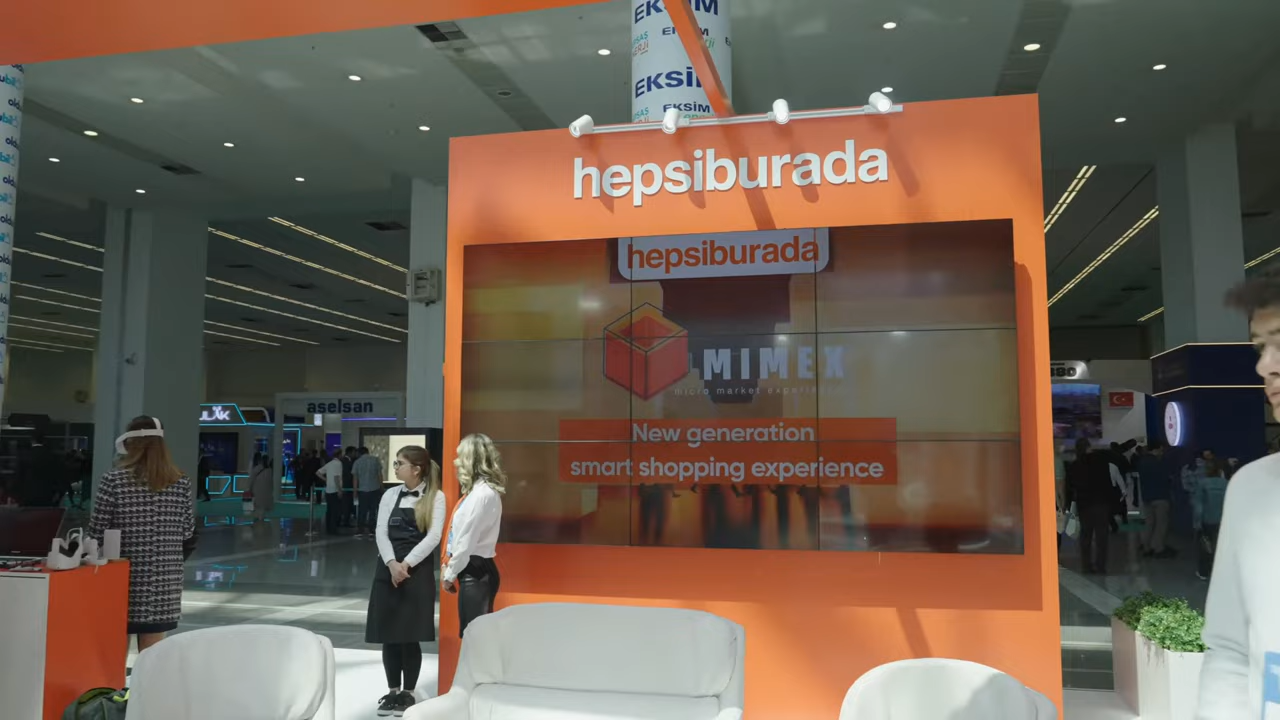 EKSİM
EKSİM
hepsiburada
hepsiburada
MIMEX
micro market experience
New generation
smart shopping experience
aselsan